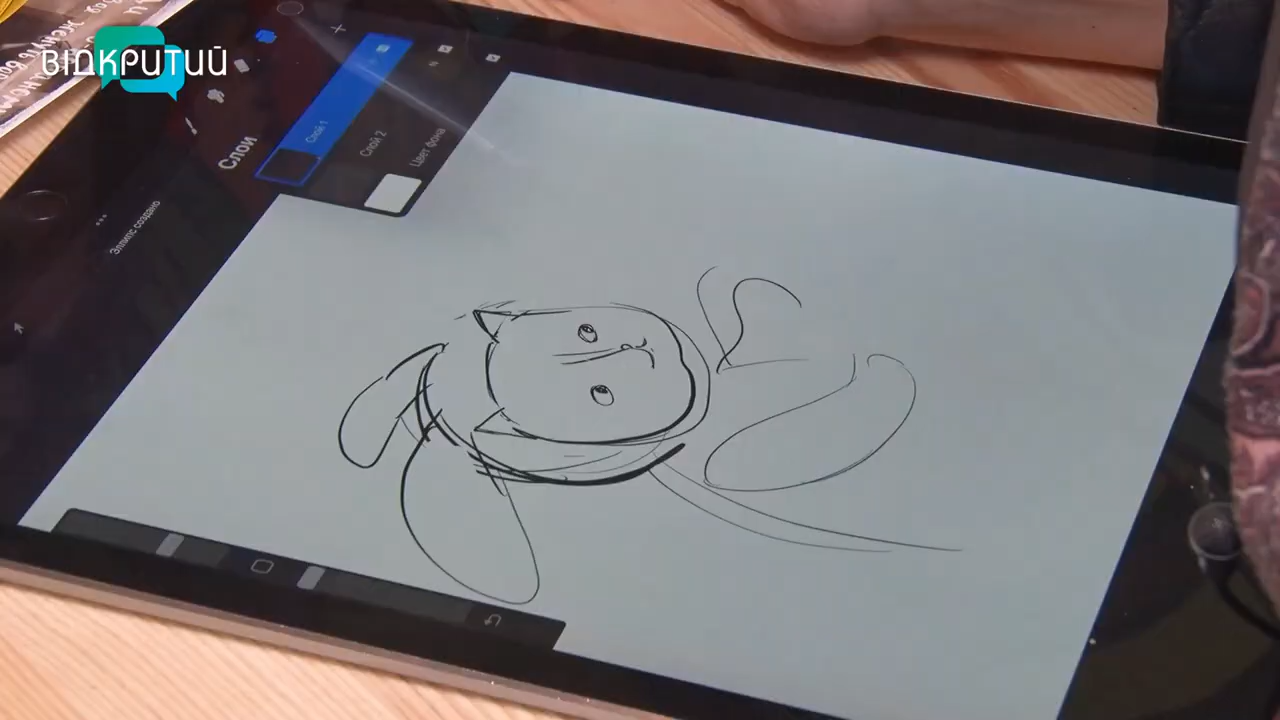 ВІДКРИТИЙ
Слои
Слой 1
Слой 2
Цвет фона
Эллипс создано